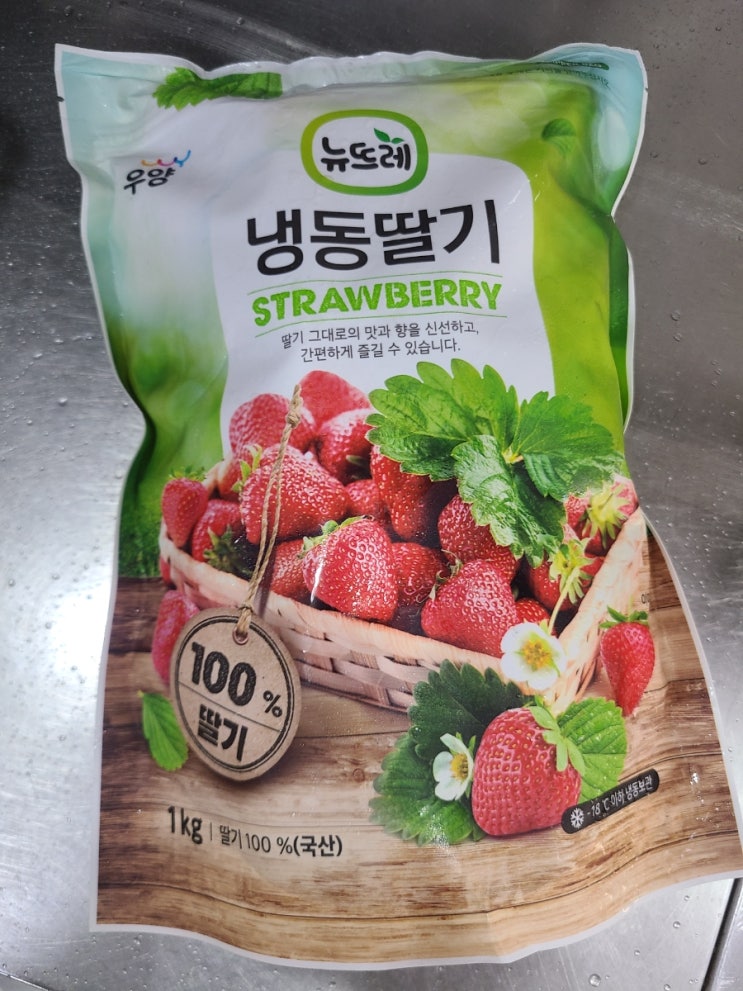 우양
뉴뜨레
냉동딸기
STRAWBERRY
딸기 그대로의 맛과 향을 신선하고,
간편하게 즐길 수 있습니다.
100 %
딸기
-18 ℃ 이하 냉동보관
1kg | 딸기 100 %(국산)